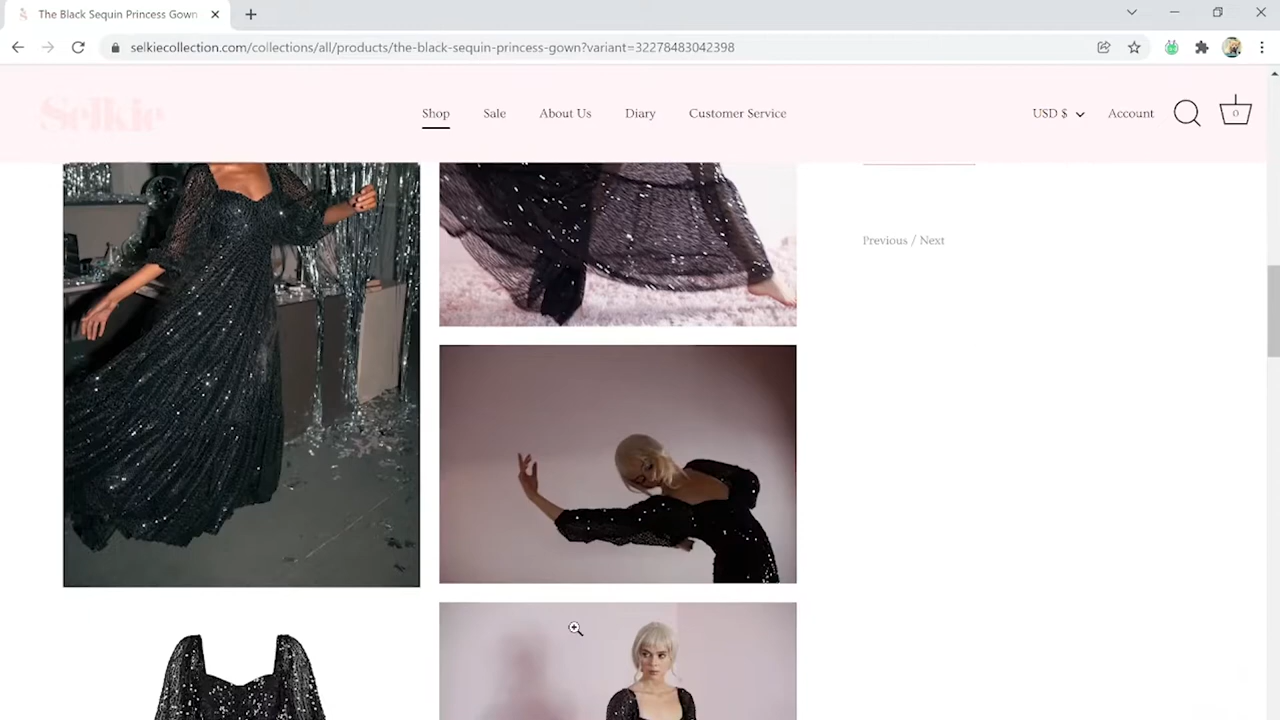 The Black Sequin Princess Gown
selkiecollection.com/collections/all/products/the-black-sequin-princess-gown?variant=32278483042398
Selkie
Shop
Sale
About Us
Diary
Customer Service
USD $
Account
0
Previous / Next